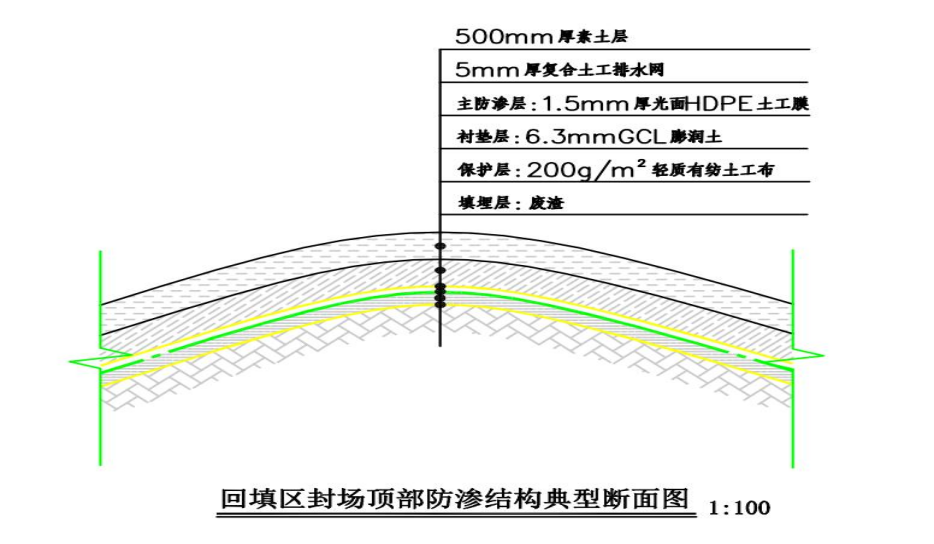 500mm厚素土层
5mm厚复合土工排水网
主防渗层：1.5mm厚光面HDPE土工膜
衬垫层：6.3mmGCL膨润土
保护层：200g/m²轻质有纺土工布
填埋层：废渣
回填区封场顶部防渗结构典型断面图 1:100